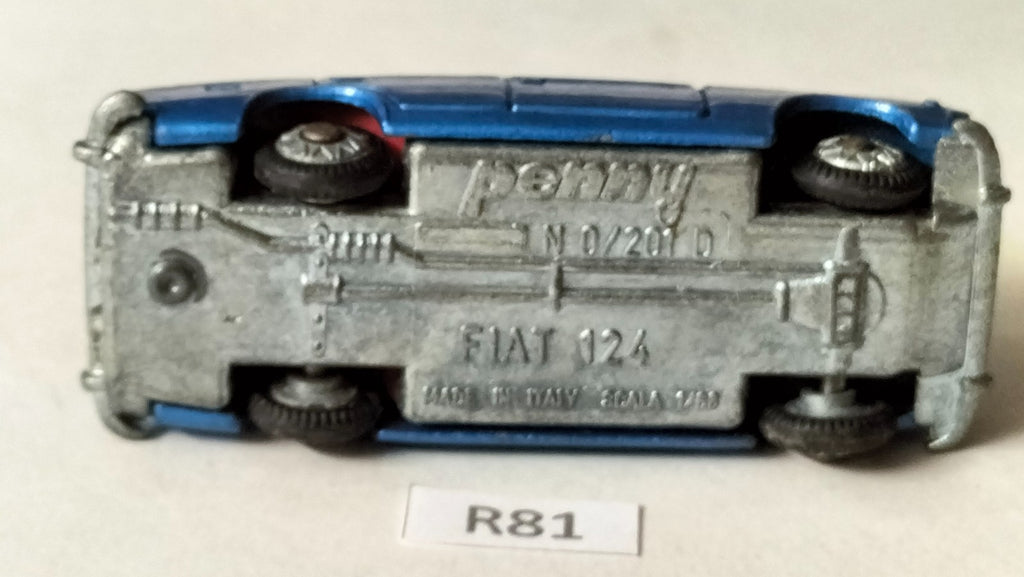 penny
N 0/201 D
FIAT 124
MADE IN ITALY SCALA 1/66
R81